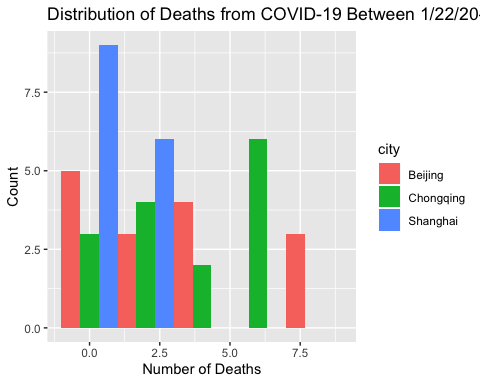 Distribution of Deaths from COVID-19 Between 1/22/20-
Count
7.5
5.0
2.5
0.0
0.0 2.5 5.0 7.5
Number of Deaths
city
Beijing
Chongqing
Shanghai